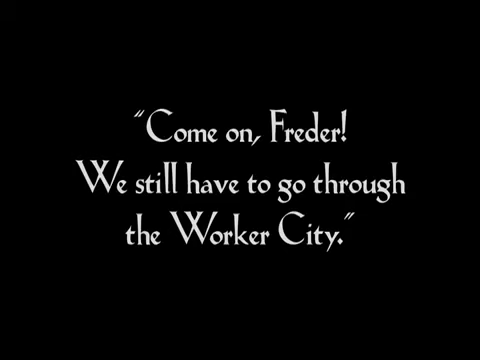 “Come on, Freder!
We still have to go through
the Worker City.”